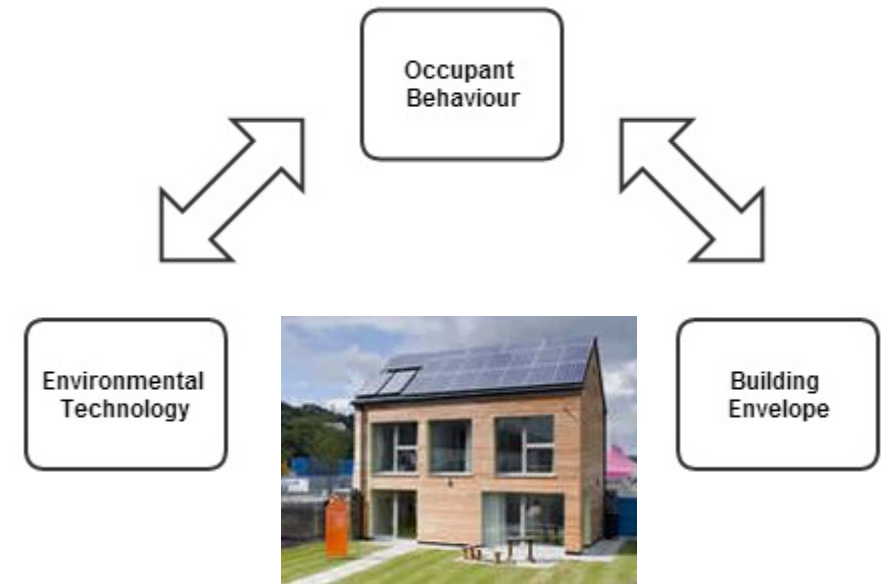 Occupant
Behaviour
Environmental
Technology
Building
Envelope